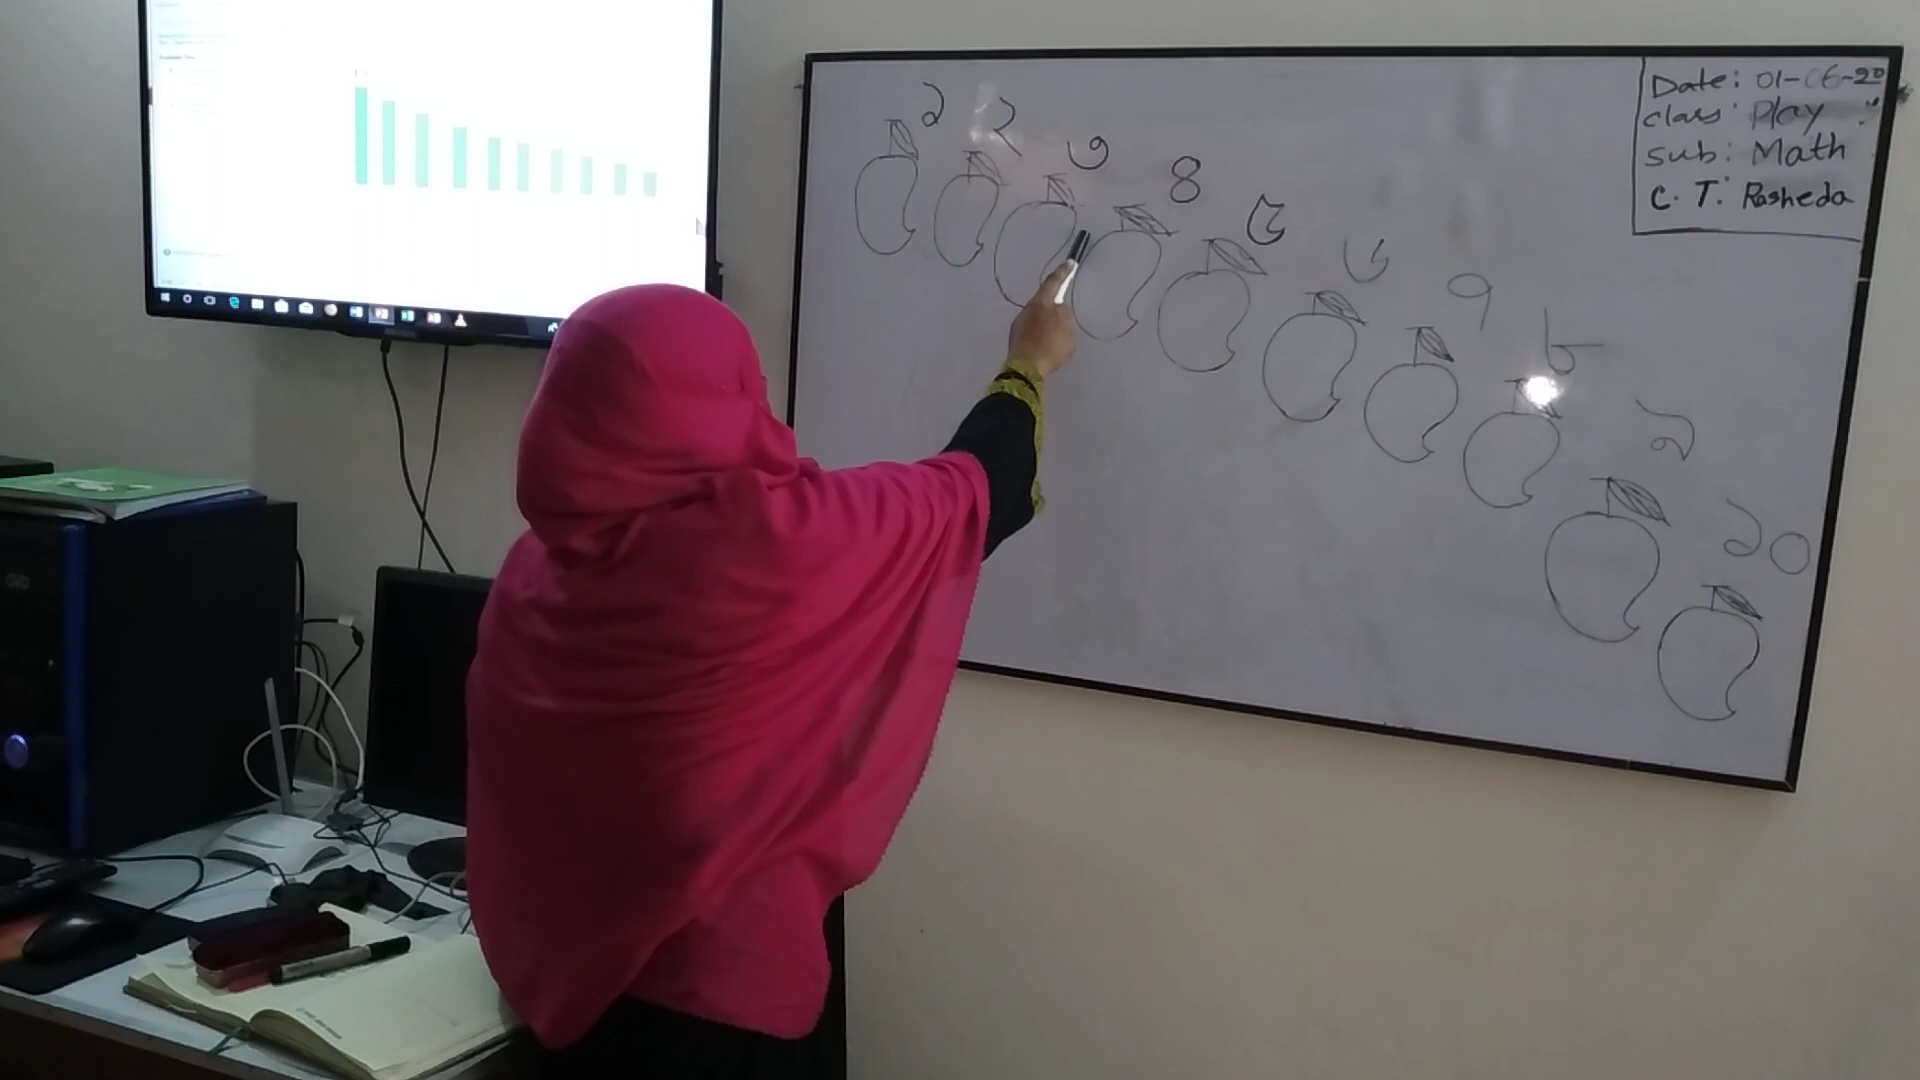 ১
২
৩
৪
৫
৬
৭
৮
৯
১০
Date: 01-06-20
class: Play
Sub: Math
C. T: Rasheda